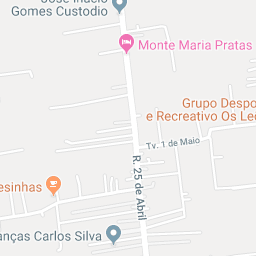 José Inácio
Gomes Custodio
Monte Maria Pratas
Grupo Despo
e Recreativo Os Le
Tv. 1 de Maio
R. 25 de Abril
esinhas
anças Carlos Silva